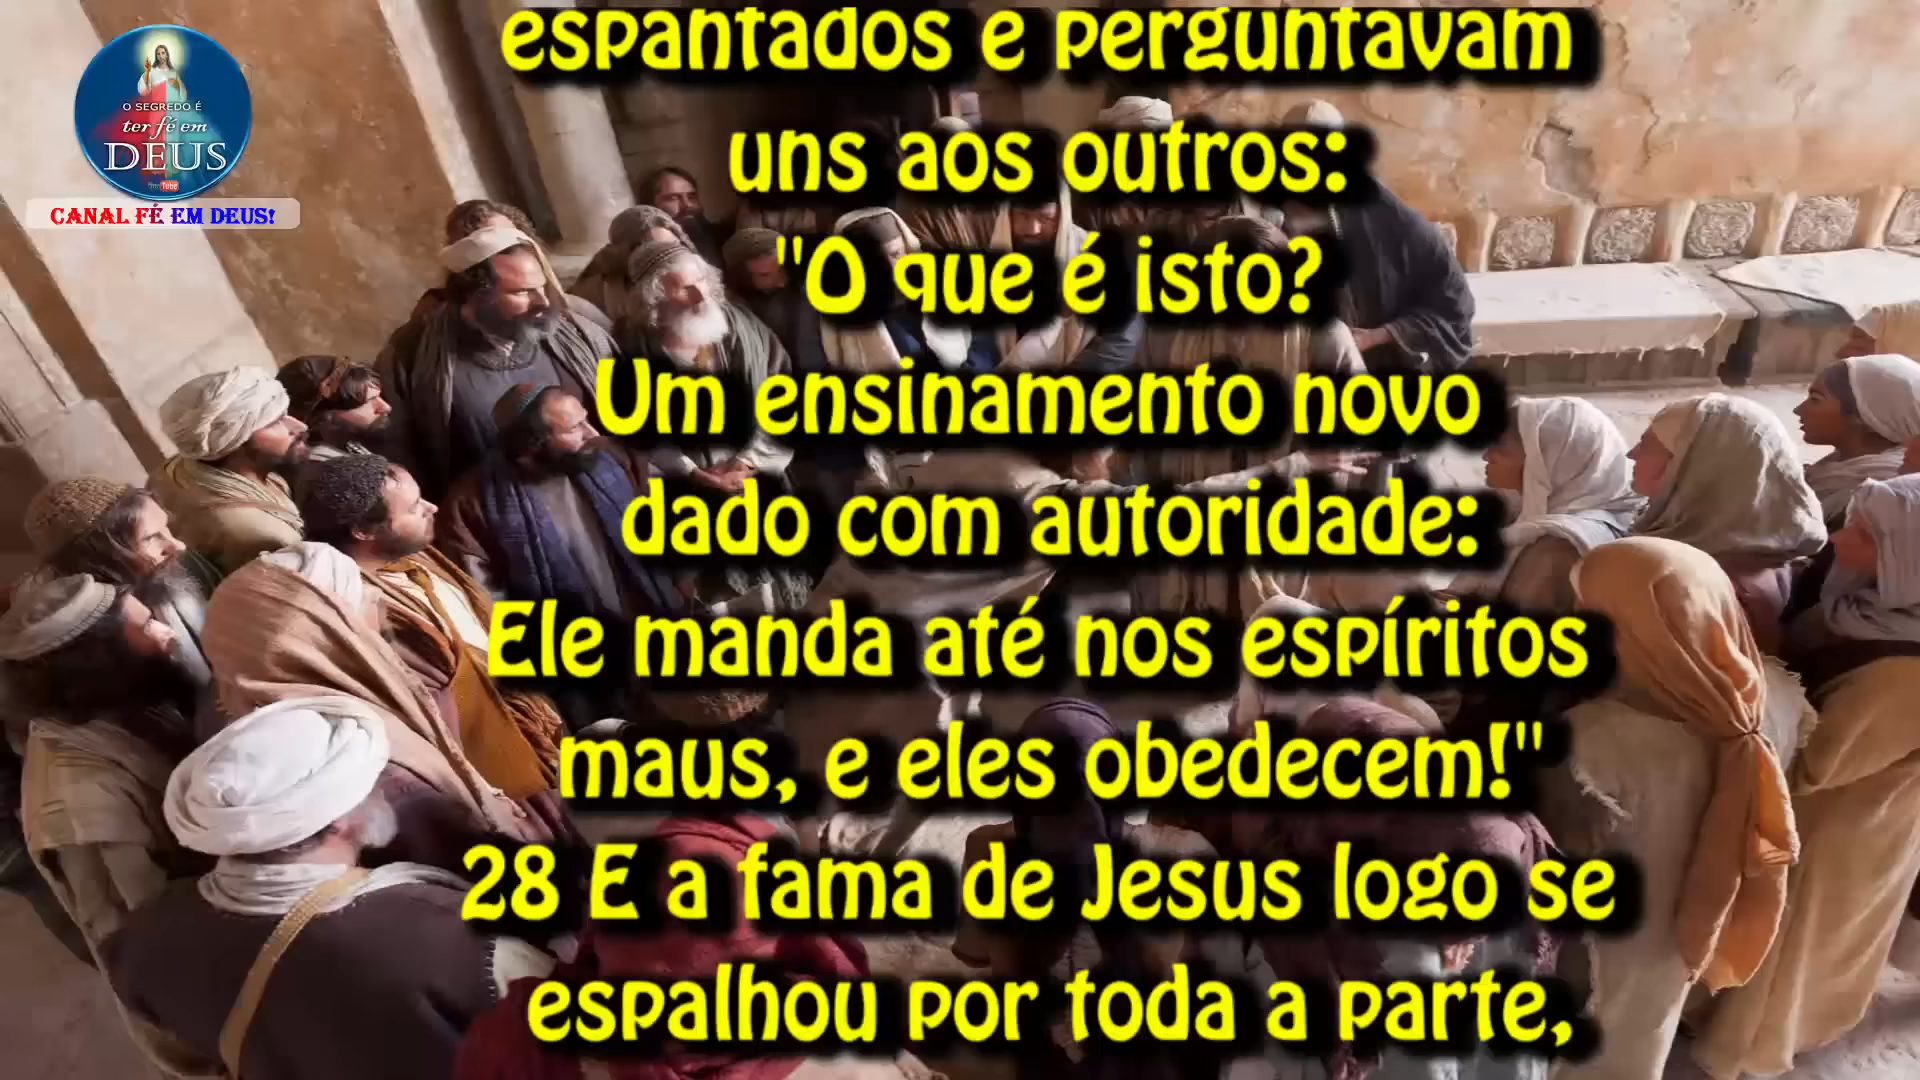 O SEGREDO É
ter fé em
DEUS
CANAL FÉ EM DEUS!
espantados e perguntavam
uns aos outros:
"O que é isto?
Um ensinamento novo
dado com autoridade:
Ele manda até nos espíritos
maus, e eles obedecem!"
28 E a fama de Jesus logo se
espalhou por toda a parte,